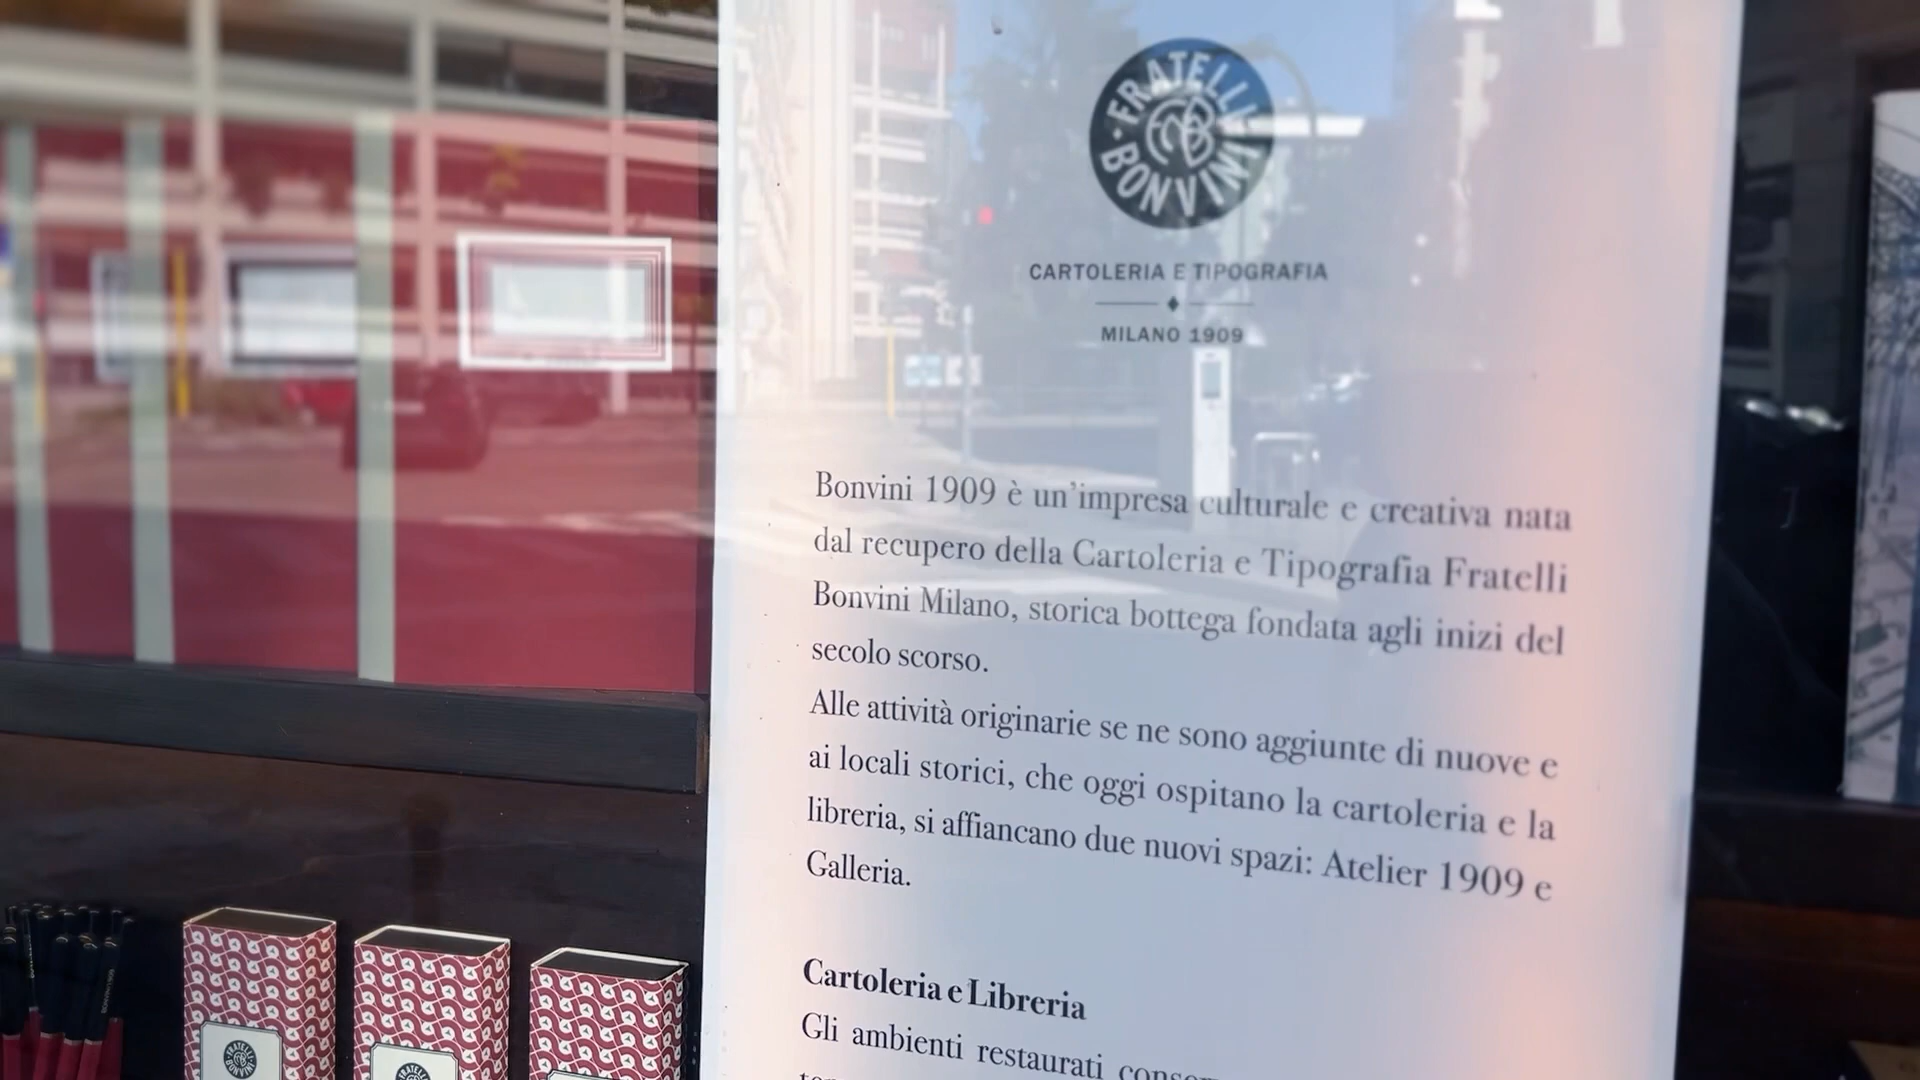 FRATELLI BONVINI
CARTOLERIA E TIPOGRAFIA
MILANO 1909
Bonvini 1909 è un'impresa culturale e creativa nata
dal recupero della Cartoleria e Tipografia Fratelli
Bonvini Milano, storica bottega fondata agli inizi del
secolo scorso.
Alle attività originarie se ne sono aggiunte di nuove e
ai locali storici, che oggi ospitano la cartoleria e la
libreria, si affiancano due nuovi spazi: Atelier 1909 e
Galleria.
Cartoleria e Libreria
Gli ambienti restaurati
FRATELLI BONVINI